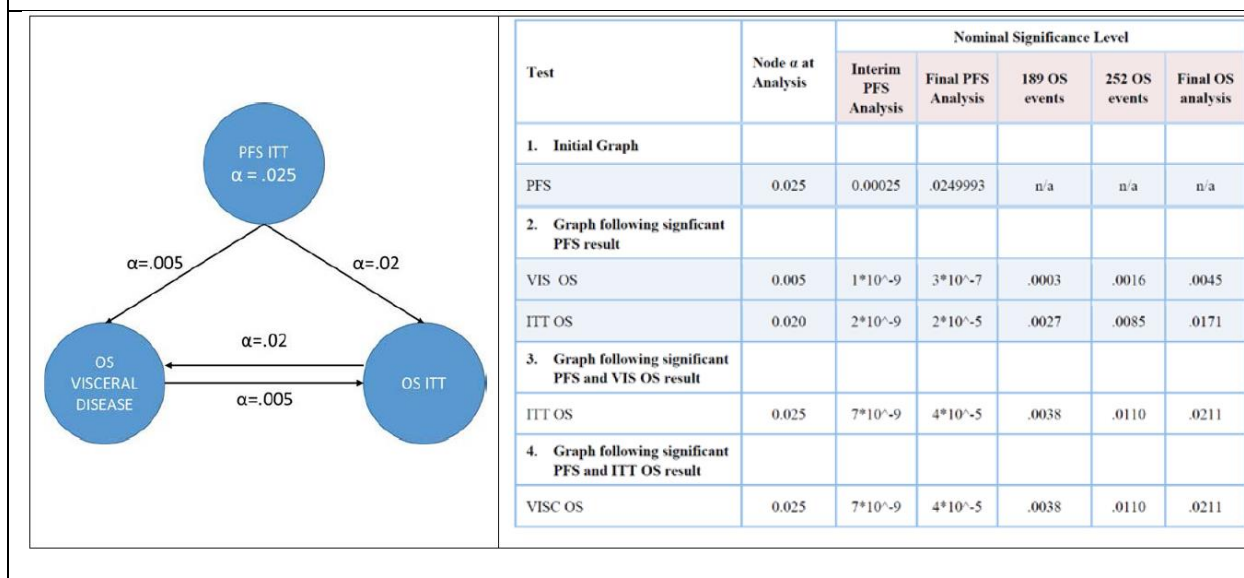 PFS ITT
α = .025
α=.005
α=.02
α=.02
α=.005
OS
VISCERAL
DISEASE
OS ITT
Test
Node α at
Analysis
Nominal Significance Level
Interim
PFS
Analysis
Final PFS
Analysis
189 OS
events
252 OS
events
Final OS
analysis
1. Initial Graph
PFS 0.025 0.00025 .0249993 n/a n/a n/a
2. Graph following signficant
PFS result
VIS OS 0.005 1*10^-9 3*10^-7 .0003 .0016 .0045
ITT OS 0.020 2*10^-9 2*10^-5 .0027 .0085 .0171
3. Graph following significant
PFS and VIS OS result
ITT OS 0.025 7*10^-9 4*10^-5 .0038 .0110 .0211
4. Graph following significant
PFS and ITT OS result
VISC OS 0.025 7*10^-9 4*10^-5 .0038 .0110 .0211